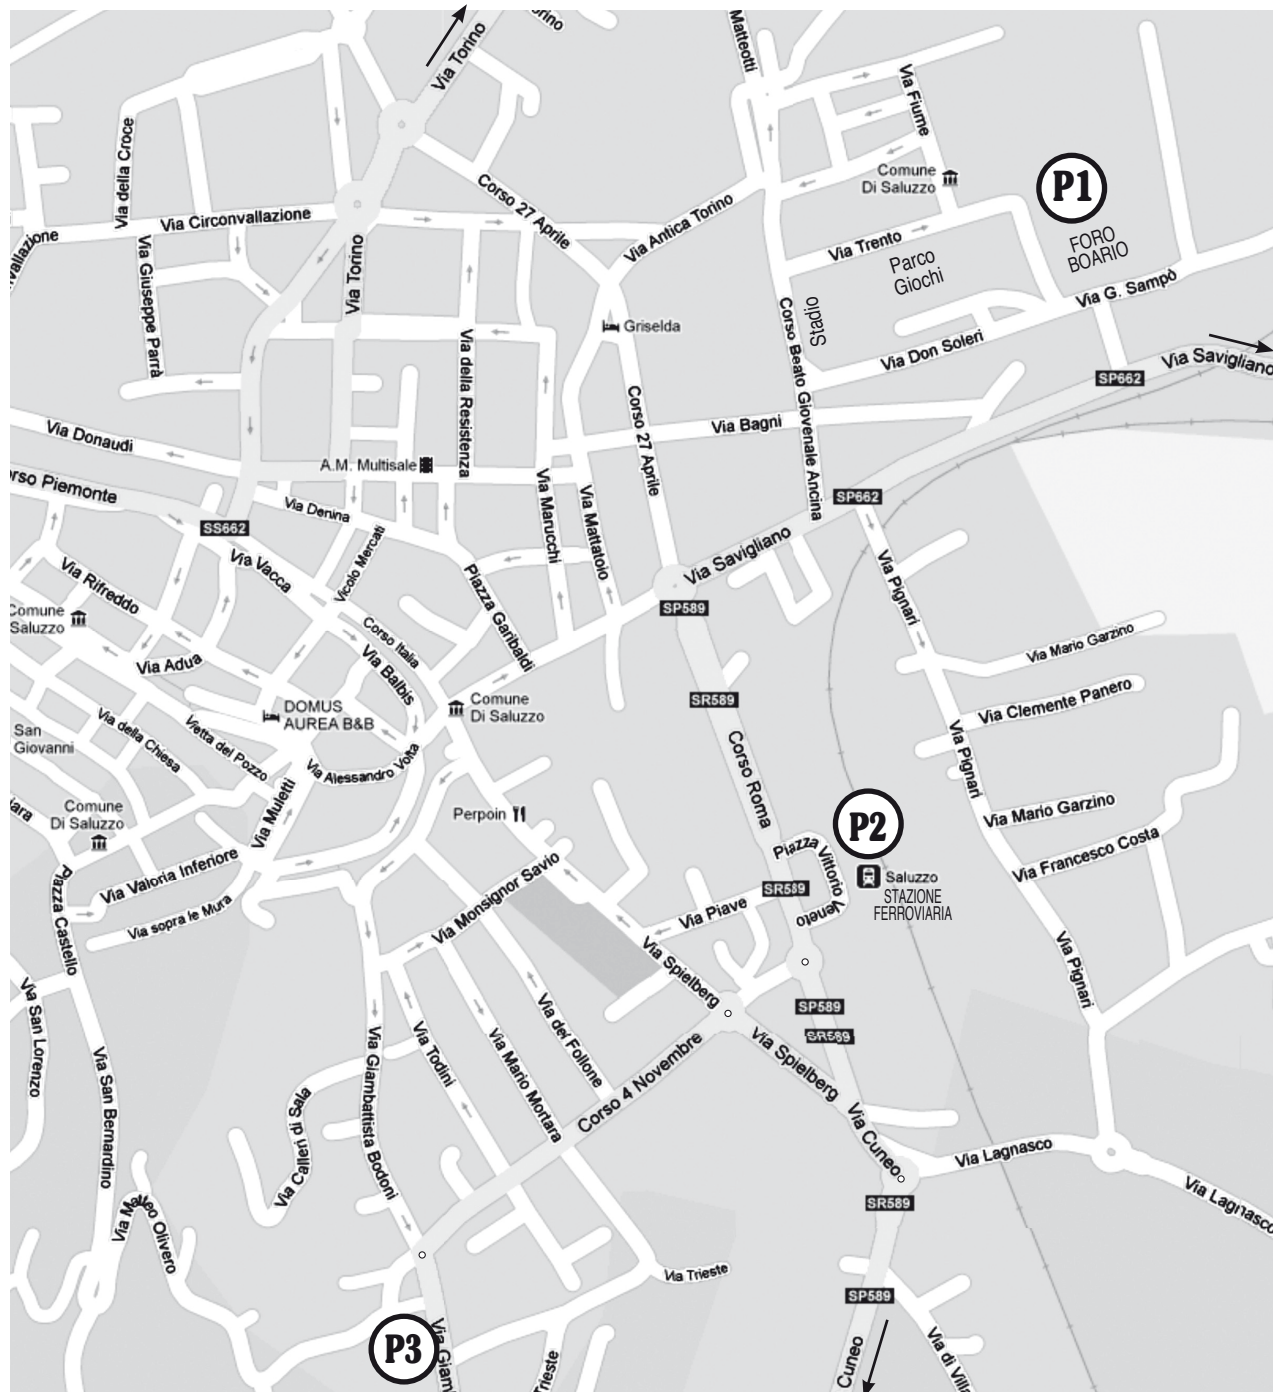 Via Torino
orino
Matteotti
Via Fiume
Via della Croce
Comune
Di Saluzzo
P1
Corso 27 Aprile
Via Circonvallazione
Via Antica Torino
vallazione
Via Giuseppe Parrà
Via Torino
Via Trento
FORO
BOARIO
Parco
Giochi
Via G. Sampò
Stadio
Corso Beato Giovenale Ancina
Griselda
Via Don Soleri
Via Savigliano
SP662
Via della Resistenza
Corso 27 Aprile
Via Bagni
Via Donaudi
A.M. Multisale
orso Piemonte
Via Denina
SS662
Via Marucchi
Via Mattatoio
SP662
Via Savigliano
Via Vacca
Vicolo Mercati
Via Rifreddo
Piazza Garibaldi
Via Pignari
Comune
Saluzzo
SP589
Corso Italia
Via Mario Garzino
Via Adua
Via Balbis
Via Clemente Panero
SR589
DOMUS
AUREA B&B
Comune
Di Saluzzo
San
Giovanni
Via della Chiesa
Vietta del Pozzo
Via Alessandro Volta
Corso Roma
Via Pignari
Via Muletti
Perpoin
Comune
Di Saluzzo
P2
Via Mario Garzino
Piazza Vittorio Veneto
Via Francesco Costa
Via Valoria Inferiore
Via Monsignor Savio
SR589
Saluzzo
STAZIONE
FERROVIARIA
Piazza Castello
Via sopra le Mura
Via Piave
Via Spielberg
Via Pignari
Via San Lorenzo
SP589
SR589
Via Giambattista Bodoni
Via Todini
Via Mario Mortara
Via del Follone
Corso 4 Novembre
Via Spielberg
Via San Bernardino
Via Cuneo
Via Lagnasco
Via Matteo Olivero
SR589
Via Lagnasco
Via Trieste
SP589
P3
Via Giam
Trieste
Cuneo
Via di Villa